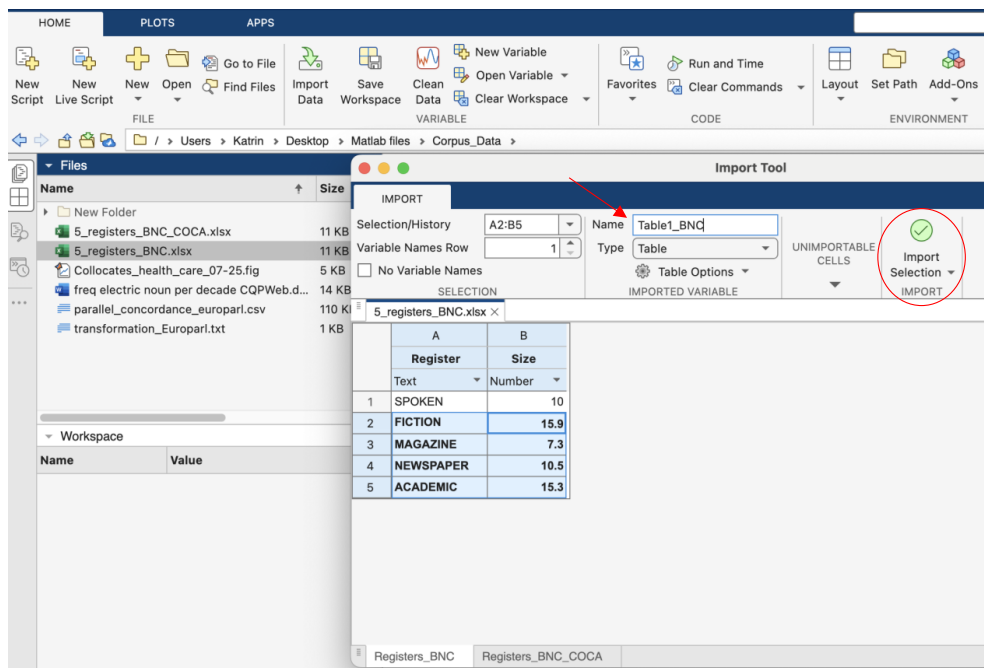 HOME PLOTS APPS
New Script
New Live Script
New
Open
Go to File
Find Files
FILE
Import Data
Save Workspace
Clean Data
New Variable
Open Variable
Clear Workspace
VARIABLE
Favorites
Run and Time
Clear Commands
CODE
Layout
Set Path
Add-Ons
ENVIRONMENT
/ > Users > Katrin > Desktop > Matlab files > Corpus_Data >
Files
Name Size
New Folder
5_registers_BNC_COCA.xlsx 11 KB
5_registers_BNC.xlsx 11 KB
Collocates_health_care_07-25.fig 5 KB
freq electric noun per decade CQPWeb.d... 14 KB
parallel_concordance_europarl.csv 110 K
transformation_Europarl.txt 1 KB
Workspace
Name Value
Import Tool
IMPORT
Selection/History A2:B5
Variable Names Row 1
No Variable Names
SELECTION
Name Table1_BNC
Type Table
Table Options
IMPORTED VARIABLE
UNIMPORTABLE
CELLS
Import
Selection
IMPORT
5_registers_BNC.xlsx
A B
Register Size
Text Number
1 SPOKEN 10
2 FICTION 15.9
3 MAGAZINE 7.3
4 NEWSPAPER 10.5
5 ACADEMIC 15.3
Registers_BNC Registers_BNC_COCA